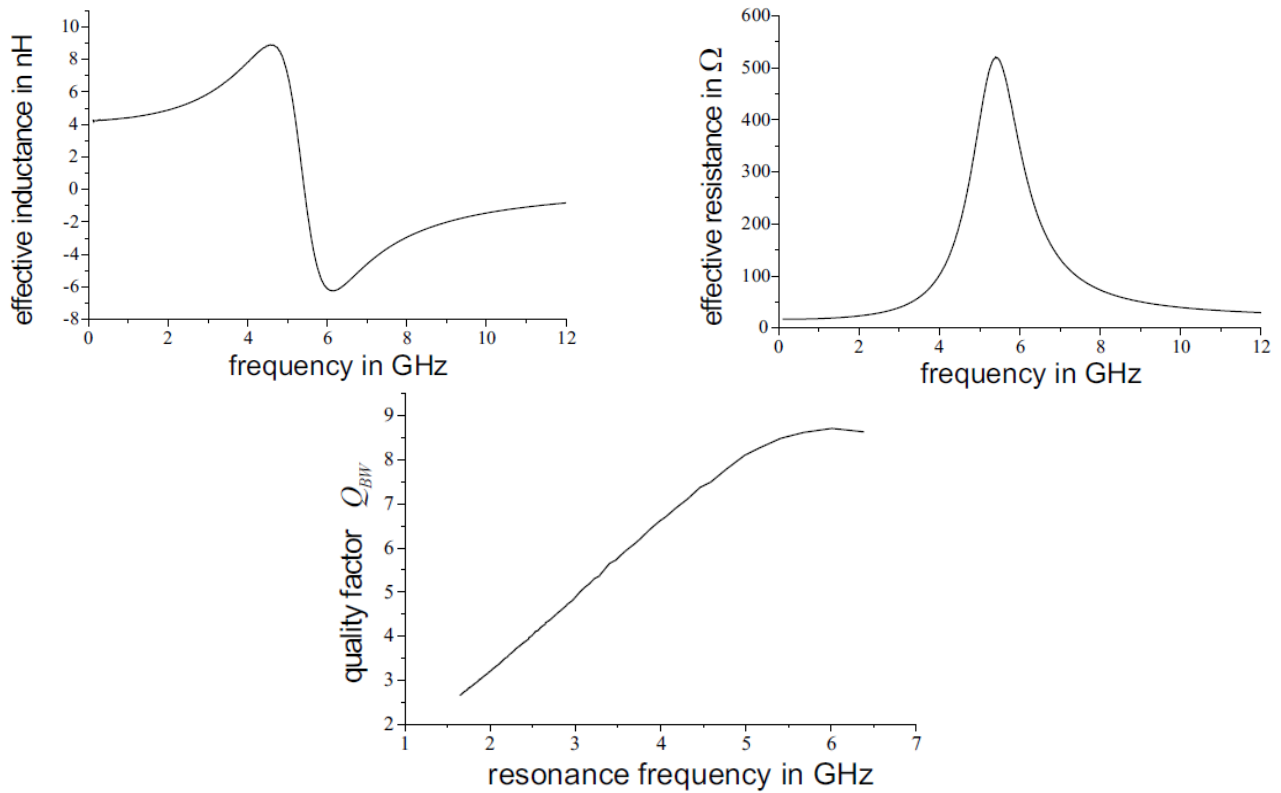 effective inductance in nH
10
8
6
4
2
0
-2
-4
-6
-8
0 2 4 6 8 10 12
frequency in GHz
effective resistance in Ω
600
500
400
300
200
100
0
0 2 4 6 8 10 12
frequency in GHz
quality factor Q_BW
9
8
7
6
5
4
3
2
1 2 3 4 5 6 7
resonance frequency in GHz